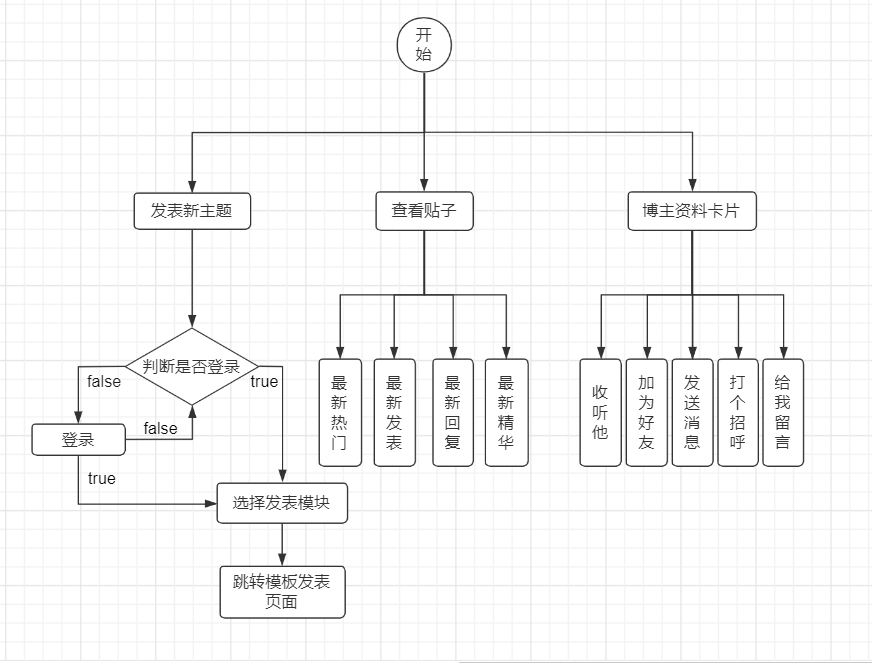 开
始
发表新主题
查看贴子
博主资料卡片
判断是否登录
false
true
登录
false
true
选择发表模块
跳转模板发表
页面
最
新
热
门
最
新
发
表
最
新
回
复
最
新
精
华
收
听
他
加
为
好
友
发
送
消
息
打
个
招
呼
给
我
留
言